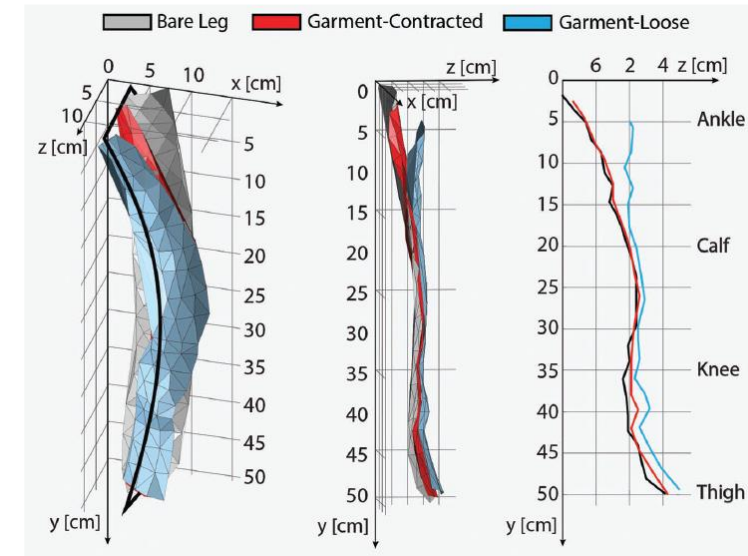 Bare Leg Garment-Contracted Garment-Loose
0 5 10 x [cm]
5
10
z [cm]
5
10
15
20
25
30
35
40
45
50
y [cm]
z [cm]
0
x [cm]
5
10
15
20
25
30
35
40
45
50
y [cm]
0 6 2 4 z [cm]
5 Ankle
10
15
20 Calf
25
30
35 Knee
40
45
50 Thigh
y [cm]